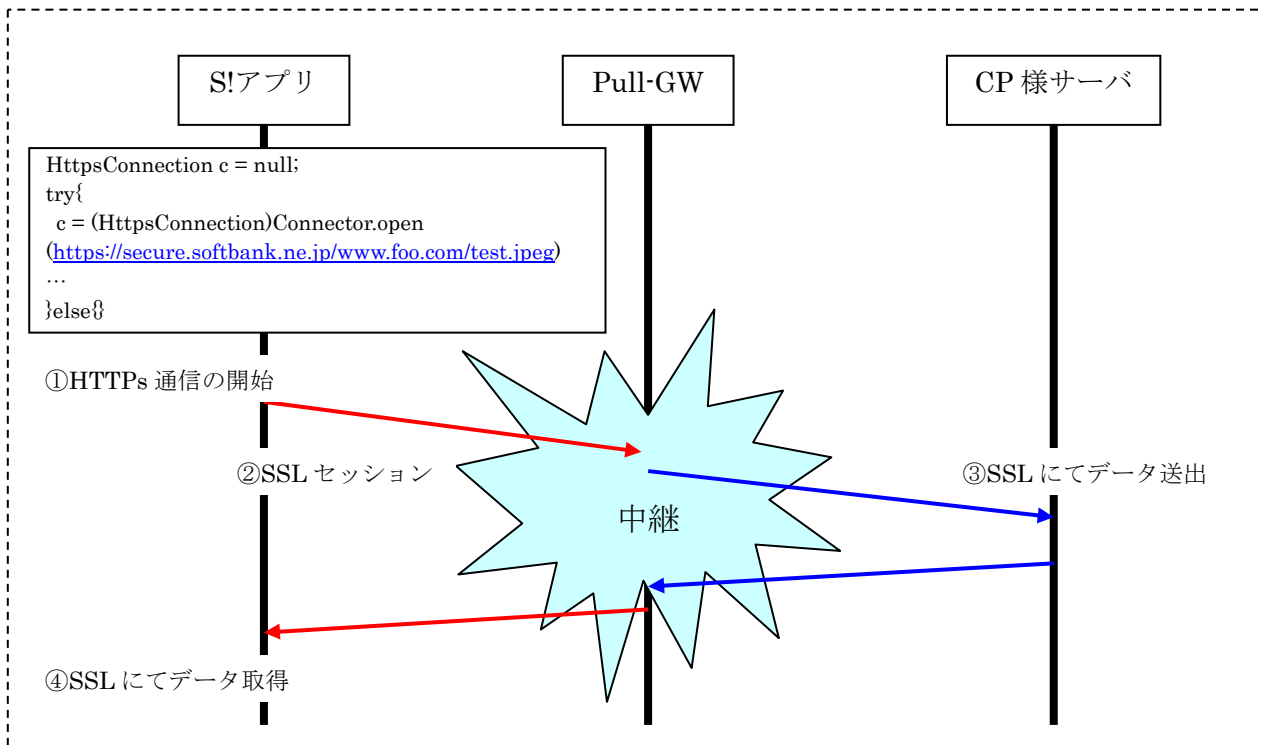 S!アプリ
Pull-GW
CP 様サーバ
HttpsConnection c = null;
try{
c = (HttpsConnection)Connector.open
(https://secure.softbank.ne.jp/www.foo.com/test.jpeg)
…
}else{}
①HTTPs 通信の開始
②SSL セッション
③SSL にてデータ送出
中継
④SSL にてデータ取得